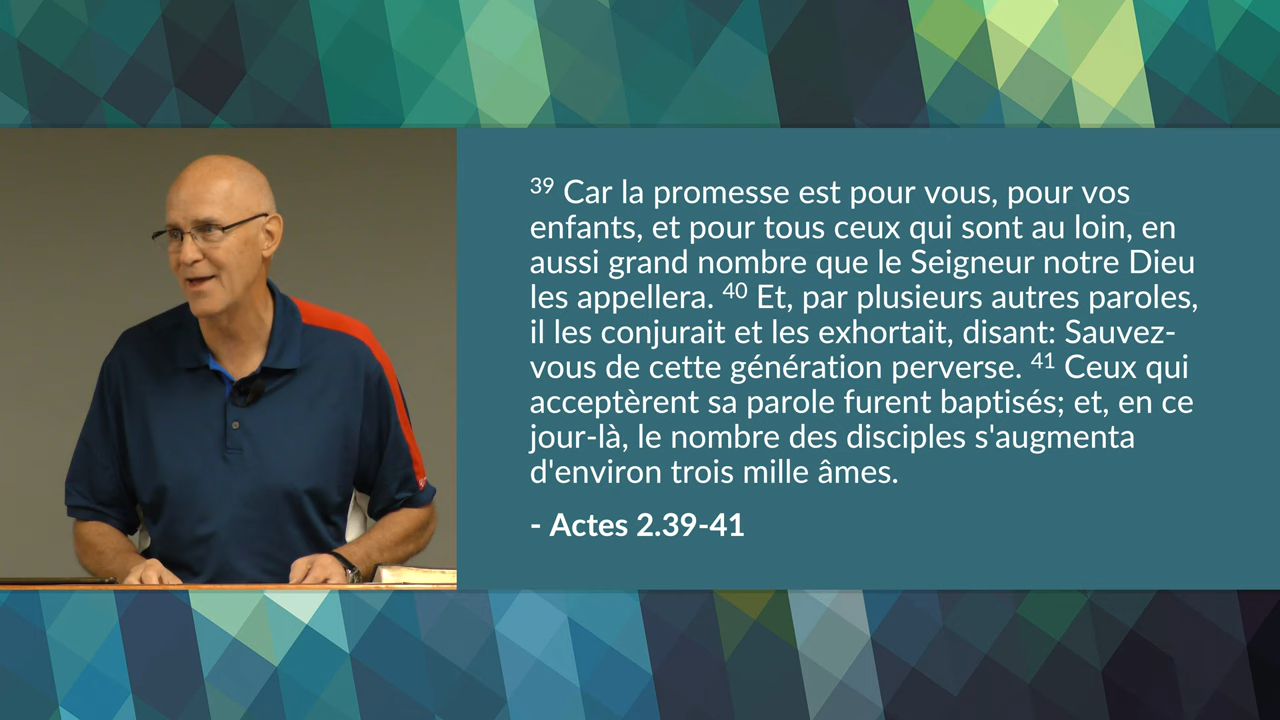 39 Car la promesse est pour vous, pour vos
enfants, et pour tous ceux qui sont au loin, en
aussi grand nombre que le Seigneur notre Dieu
les appellera. 40 Et, par plusieurs autres paroles,
il les conjurait et les exhortait, disant: Sauvez-
vous de cette génération perverse. 41 Ceux qui
acceptèrent sa parole furent baptisés; et, en ce
jour-là, le nombre des disciples s'augmenta
d'environ trois mille âmes.
- Actes 2.39-41